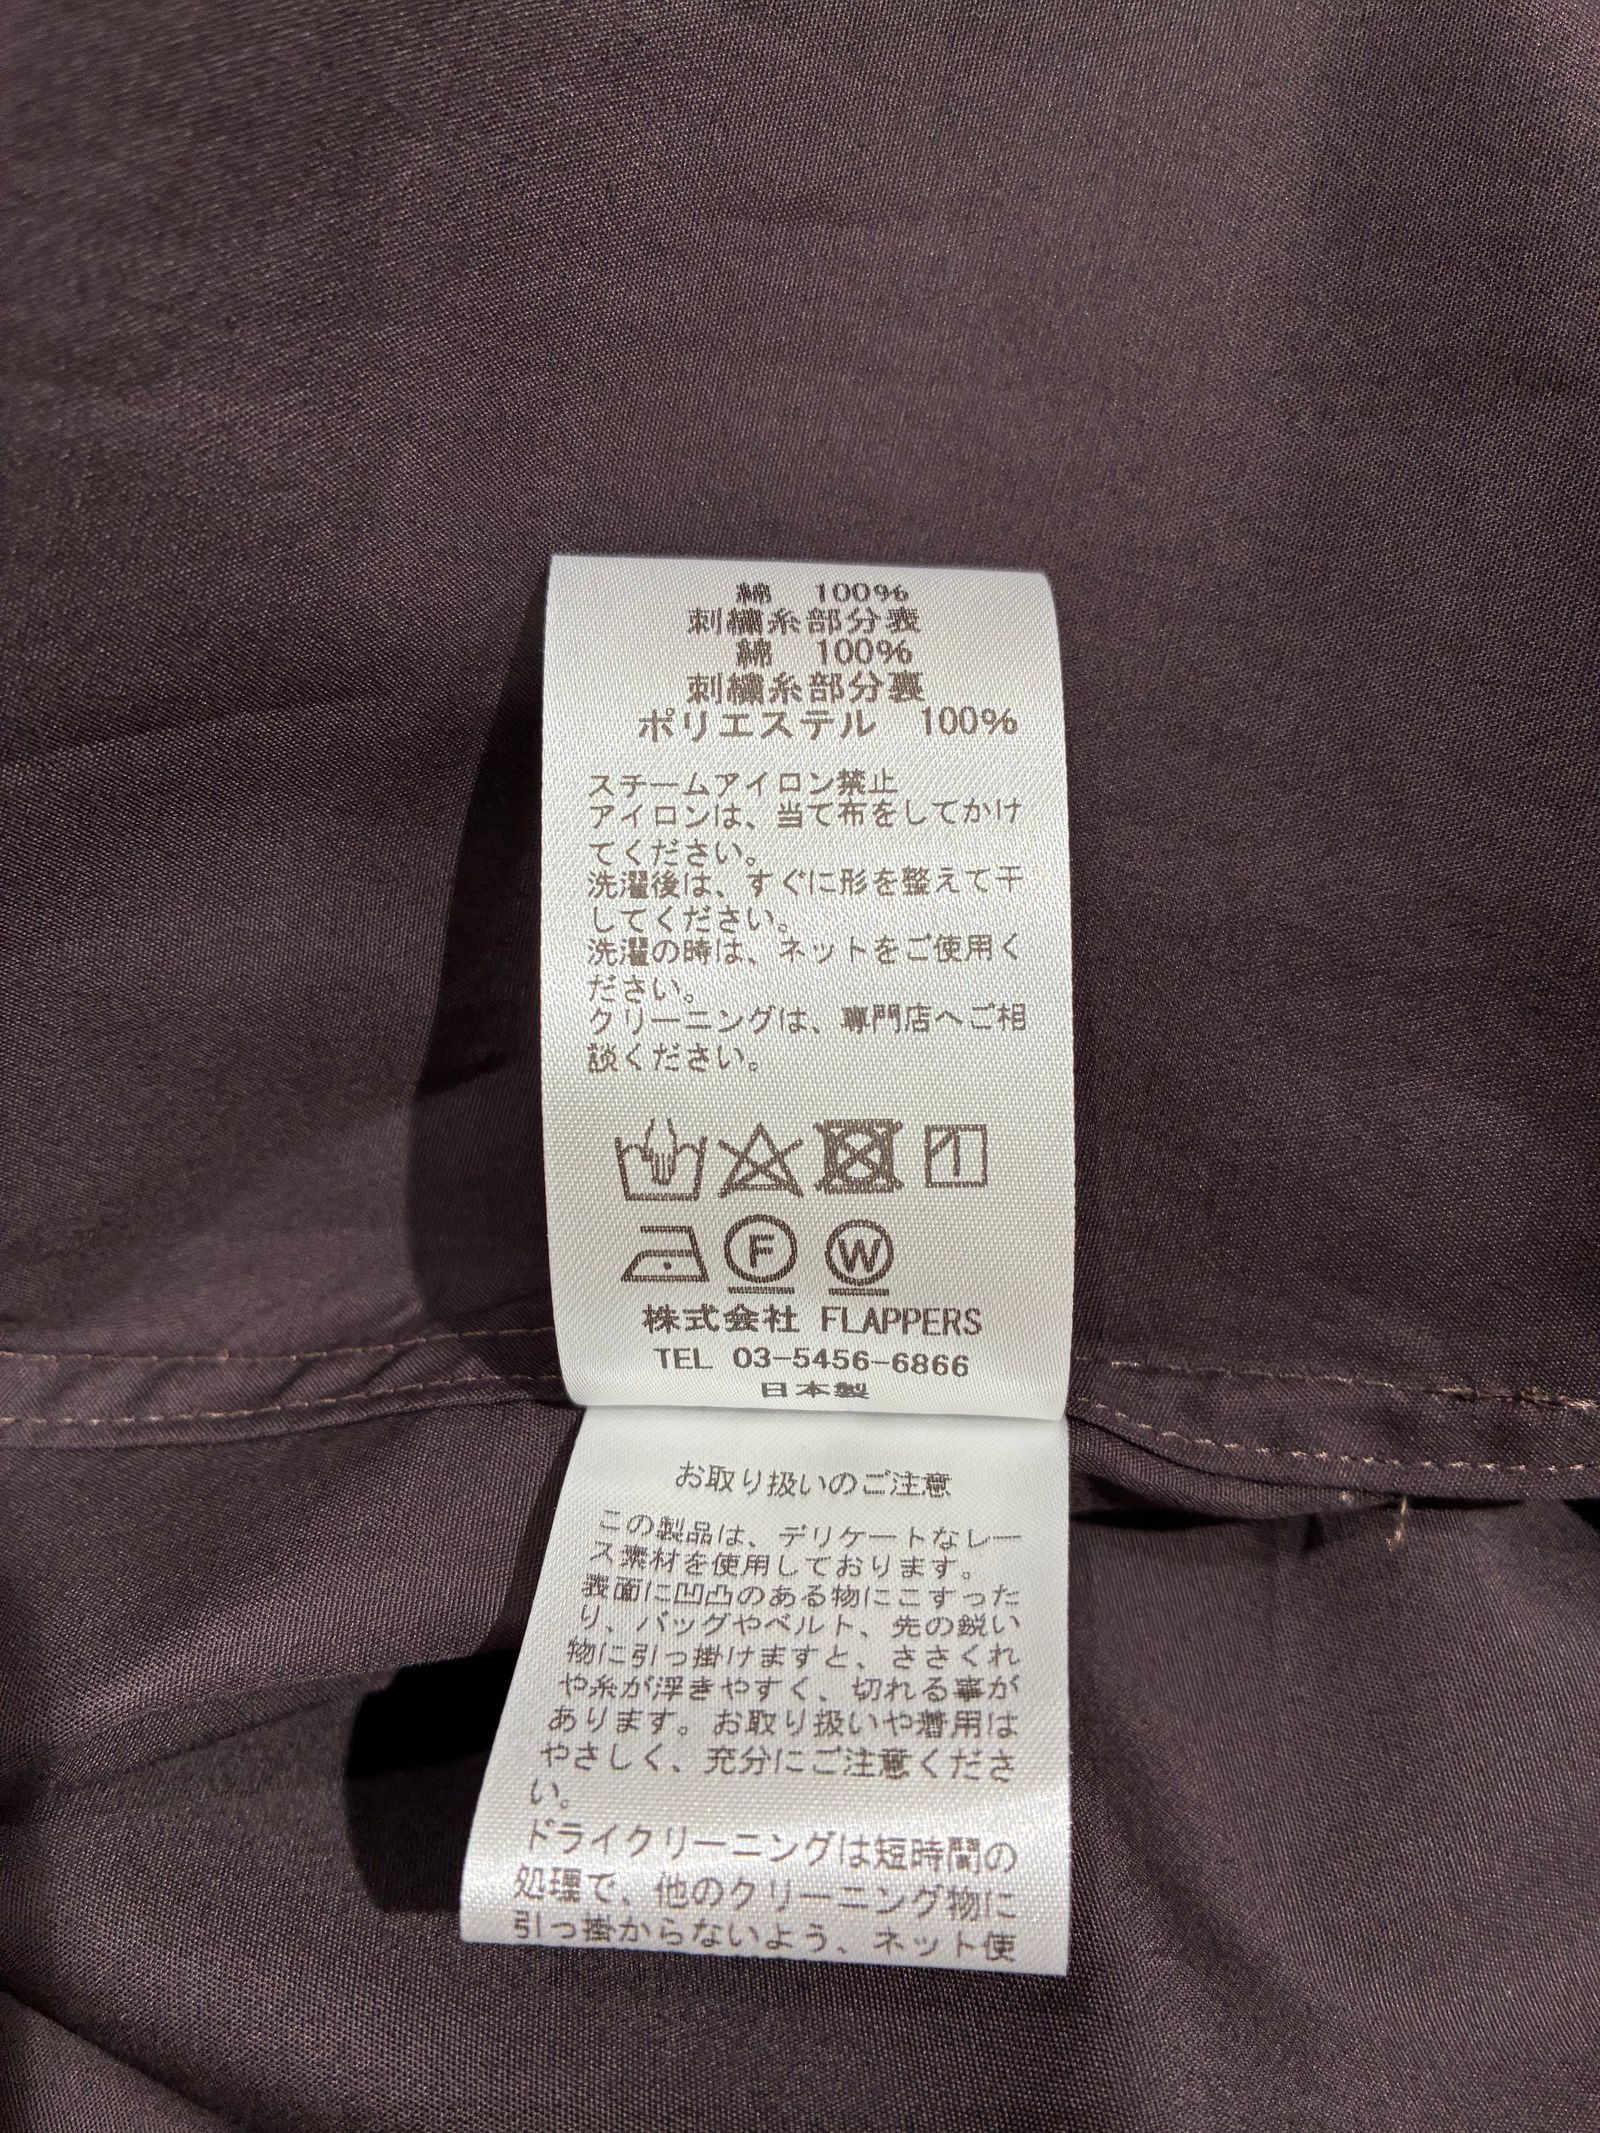 綿 100%
刺繍糸部分表
綿 100%
刺繍糸部分裏
ポリエステル 100%
スチームアイロン禁止
アイロンは、当て布をしてかけ
てください。
洗濯後は、すぐに形を整えて干
してください。
洗濯の時は、ネットをご使用く
ださい。
クリーニングは、専門店へご相
談ください。
F W
株式会社 FLAPPERS
TEL 03-5456-6866
日本製
お取り扱いのご注意
この製品は、デリケートなレー
ス素材を使用しております。
表面に凹凸のある物にこすった
り、バッグやベルト、先の鋭い
物に引っ掛けますと、ささくれ
や糸が浮きやすく、切れる事が
あります。お取り扱いや着用は
やさしく、充分にご注意くださ
い。
ドライクリーニングは短時間の
処理で、他のクリーニング物に
引っ掛からないよう、ネット使